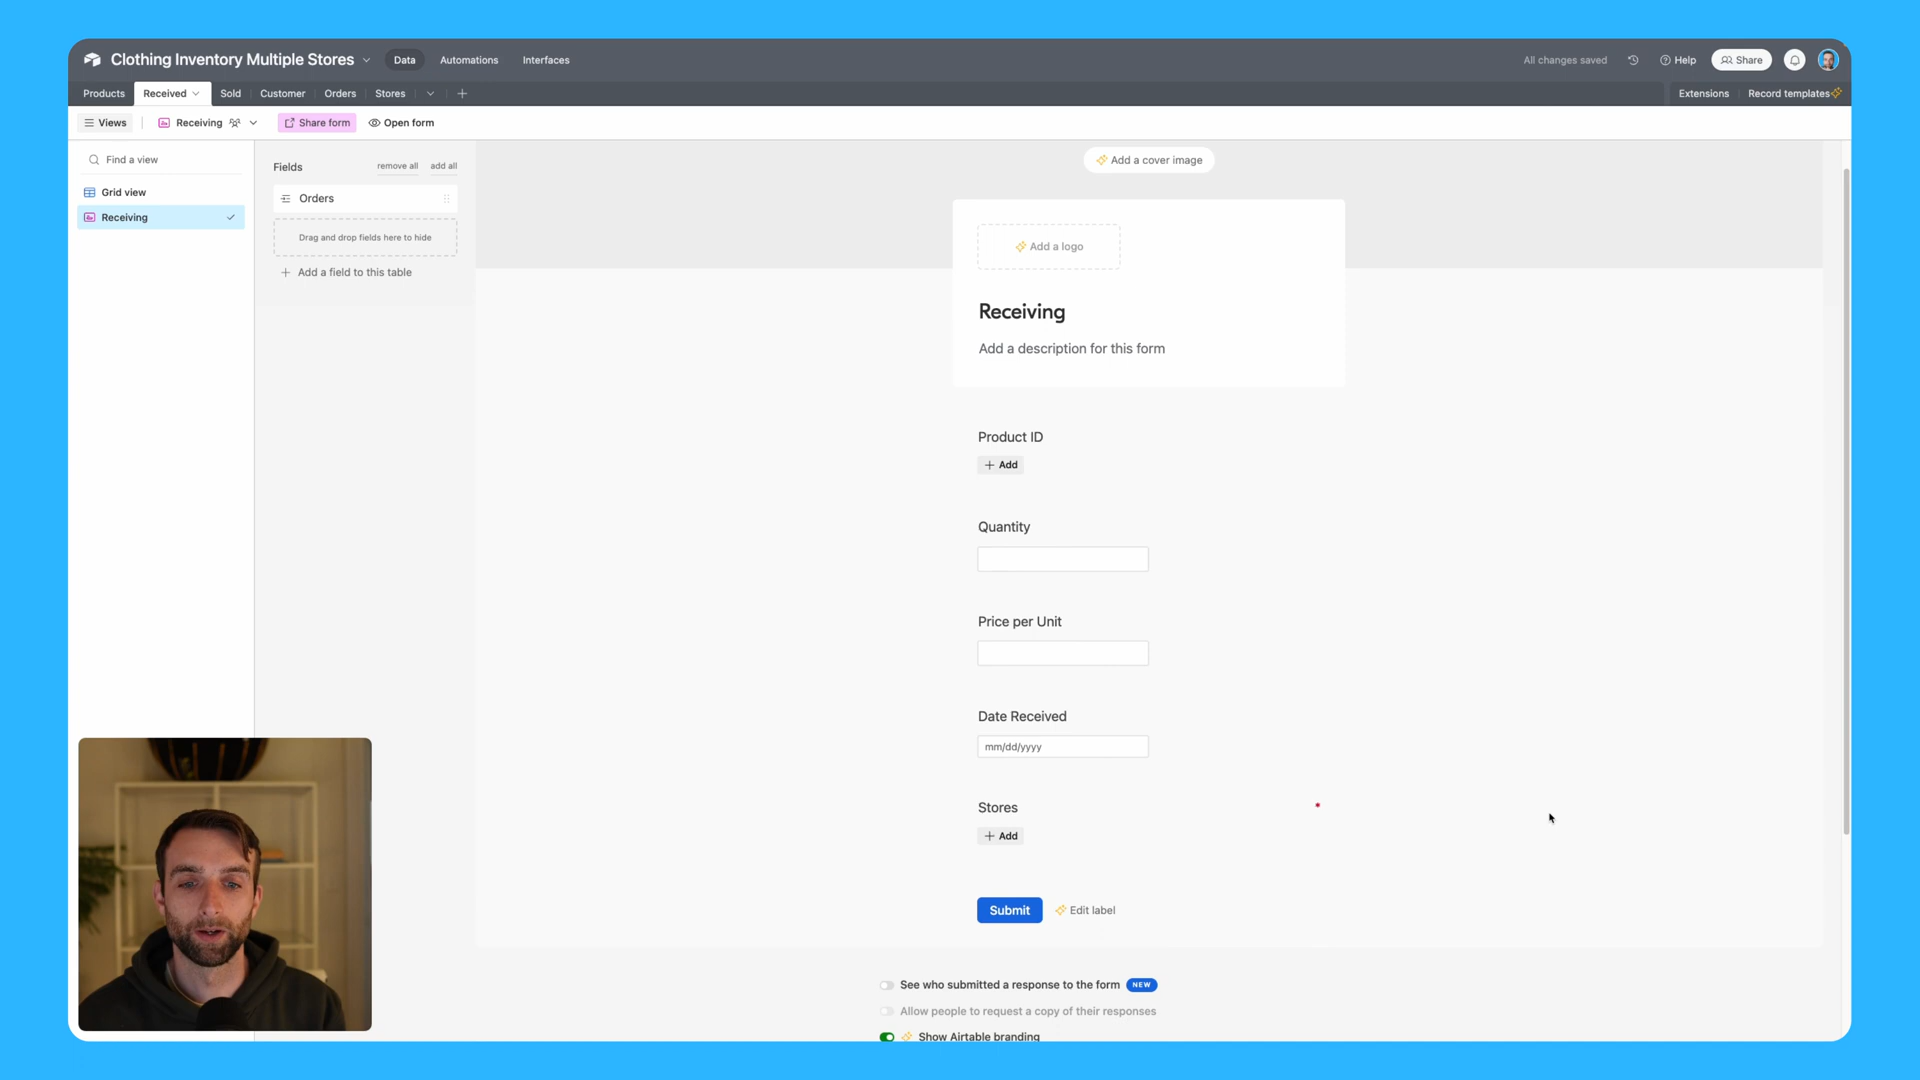 Clothing Inventory Multiple Stores
Data
Automations
Interfaces
All changes saved
Help
Share
Products
Received
Sold
Customer
Orders
Stores
Extensions
Record templates
Views
Receiving
Share form
Open form
Find a view
Grid view
Receiving
Fields
remove all
add all
Orders
Drag and drop fields here to hide
Add a field to this table
Add a cover image
Add a logo
Receiving
Add a description for this form
Product ID
+ Add
Quantity
Price per Unit
Date Received
mm/dd/yyyy
Stores
+ Add
Submit
Edit label
See who submitted a response to the form NEW
Allow people to request a copy of their responses
Show Airtable branding